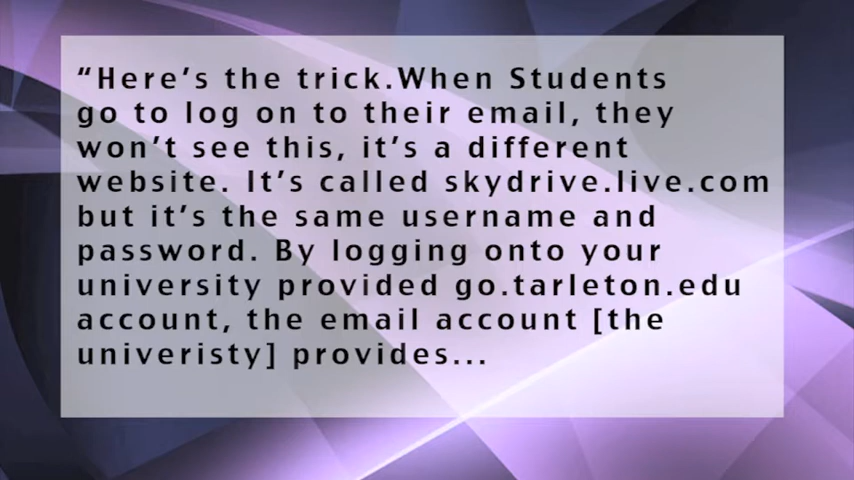 “Here’s the trick.When Students
go to log on to their email, they
won’t see this, it’s a different
website. It’s called skydrive.live.com
but it’s the same username and
password. By logging onto your
university provided go.tarleton.edu
account, the email account [the
univeristy] provides...